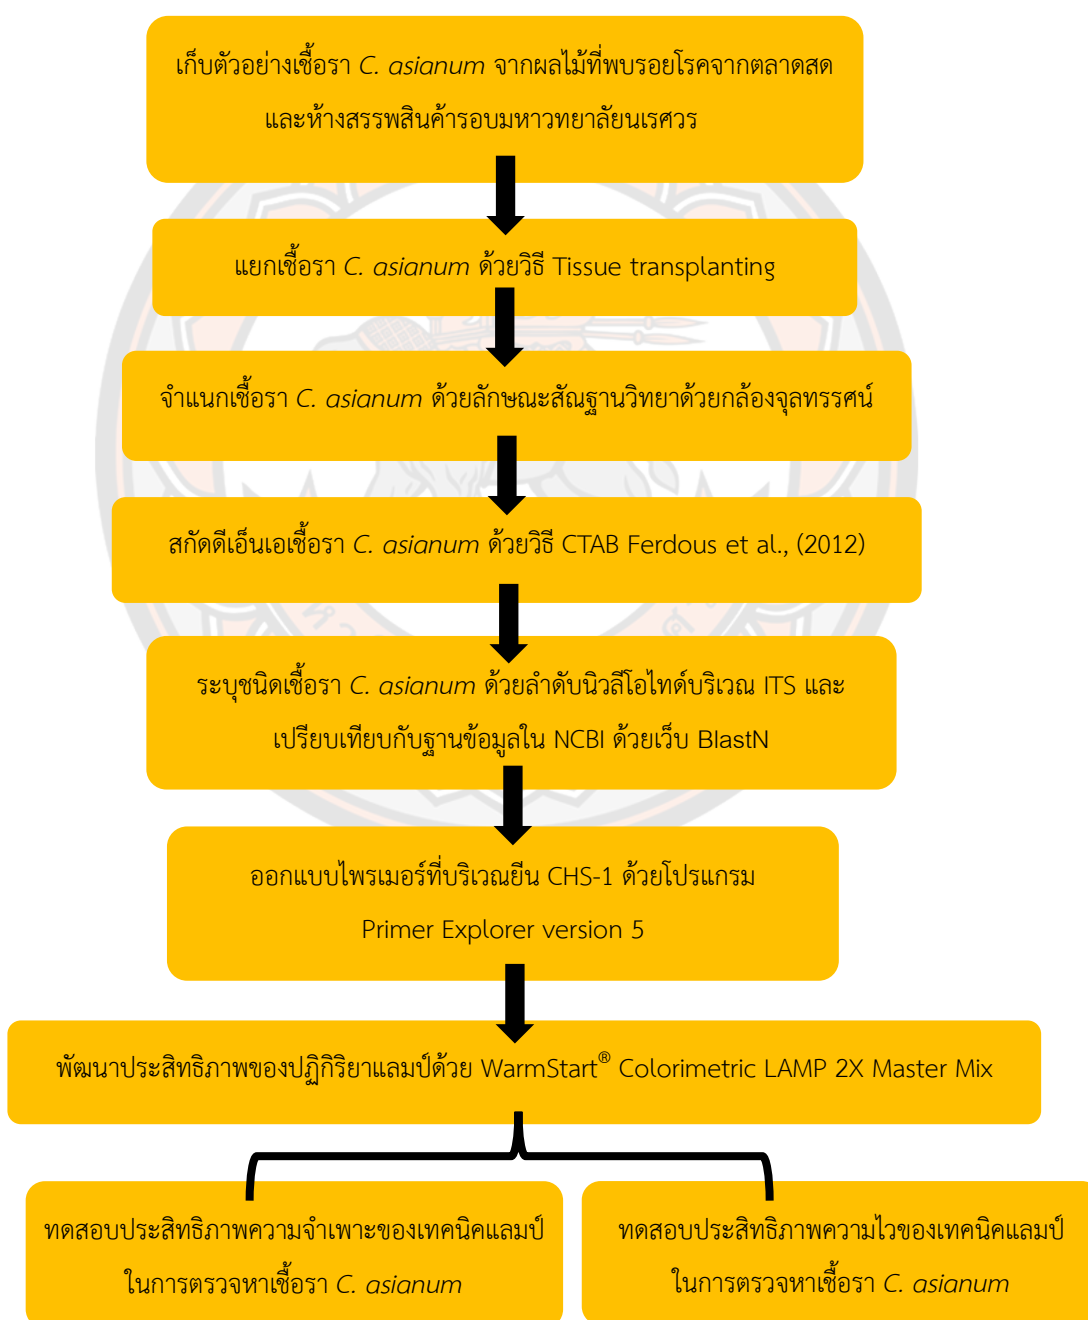 เก็บตัวอย่างเชื้อรา C. asianum จากผลไม้ที่พบรอยโรคจากตลาดสด
และห้างสรรพสินค้ารอบมหาวทยาลัยนเรศวร
แยกเชื้อรา C. asianum ด้วยวิธี Tissue transplanting
จำแนกเชื้อรา C. asianum ด้วยลักษณะสัณฐานวิทยาด้วยกล้องจุลทรรศน์
สกัดดีเอ็นเอเชื้อรา C. asianum ด้วยวิธี CTAB Ferdous et al., (2012)
ระบุชนิดเชื้อรา C. asianum ด้วยลำดับนิวลีโอไทด์บริเวณ ITS และ
เปรียบเทียบกับฐานข้อมูลใน NCBI ด้วยเว็บ BlastN
ออกแบบไพรเมอร์ที่บริเวณยีน CHS-1 ด้วยโปรแกรม
Primer Explorer version 5
พัฒนาประสิทธิภาพของปฏิกิริยาแลมป์ด้วย WarmStart® Colorimetric LAMP 2X Master Mix
ทดสอบประสิทธิภาพความจำเพาะของเทคนิคแลมป์
ในการตรวจหาเชื้อรา C. asianum
ทดสอบประสิทธิภาพความไวของเทคนิคแลมป์
ในการตรวจหาเชื้อรา C. asianum